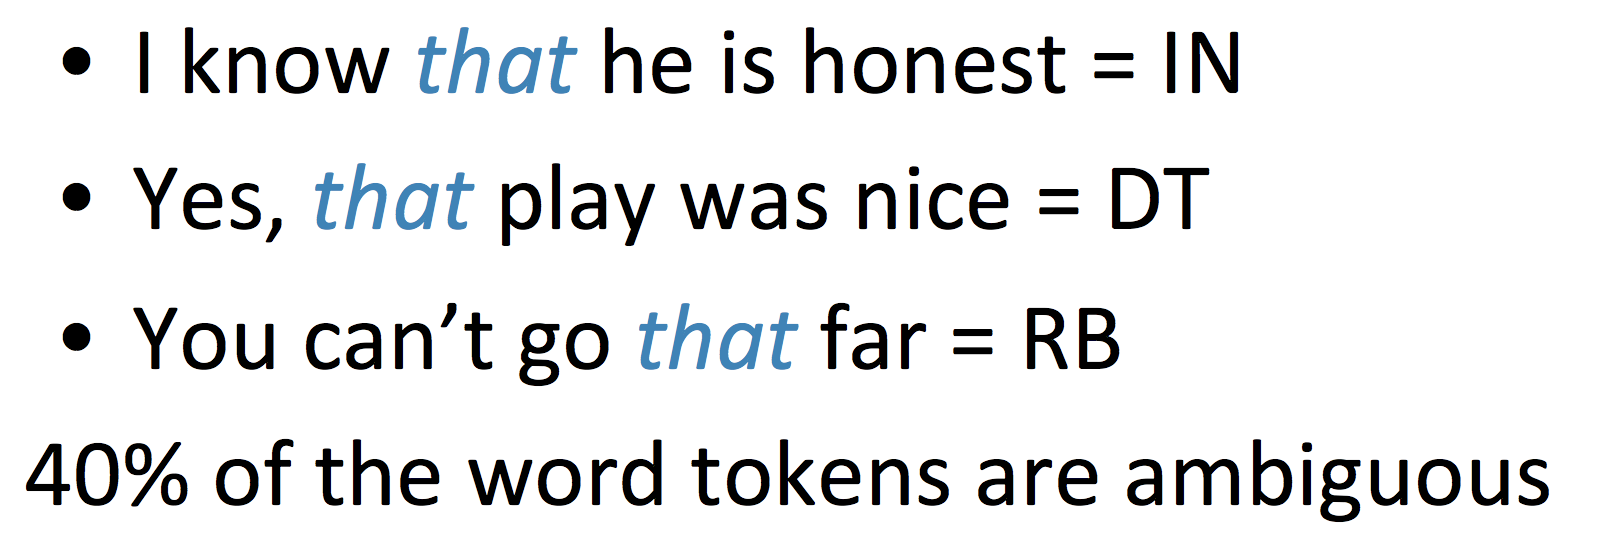 • I know that he is honest = IN
• Yes, that play was nice = DT
• You can’t go that far = RB
40% of the word tokens are ambiguous